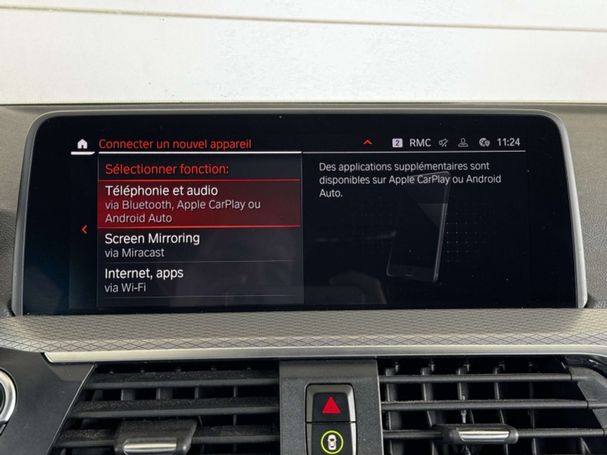 Connecter un nouvel appareil
2 RMC 11:24
Sélectionner fonction:
Téléphonie et audio
via Bluetooth, Apple CarPlay ou
Android Auto
Screen Mirroring
via Miracast
Internet, apps
via Wi-Fi
Des applications supplémentaires sont
disponibles sur Apple CarPlay ou Android
Auto.